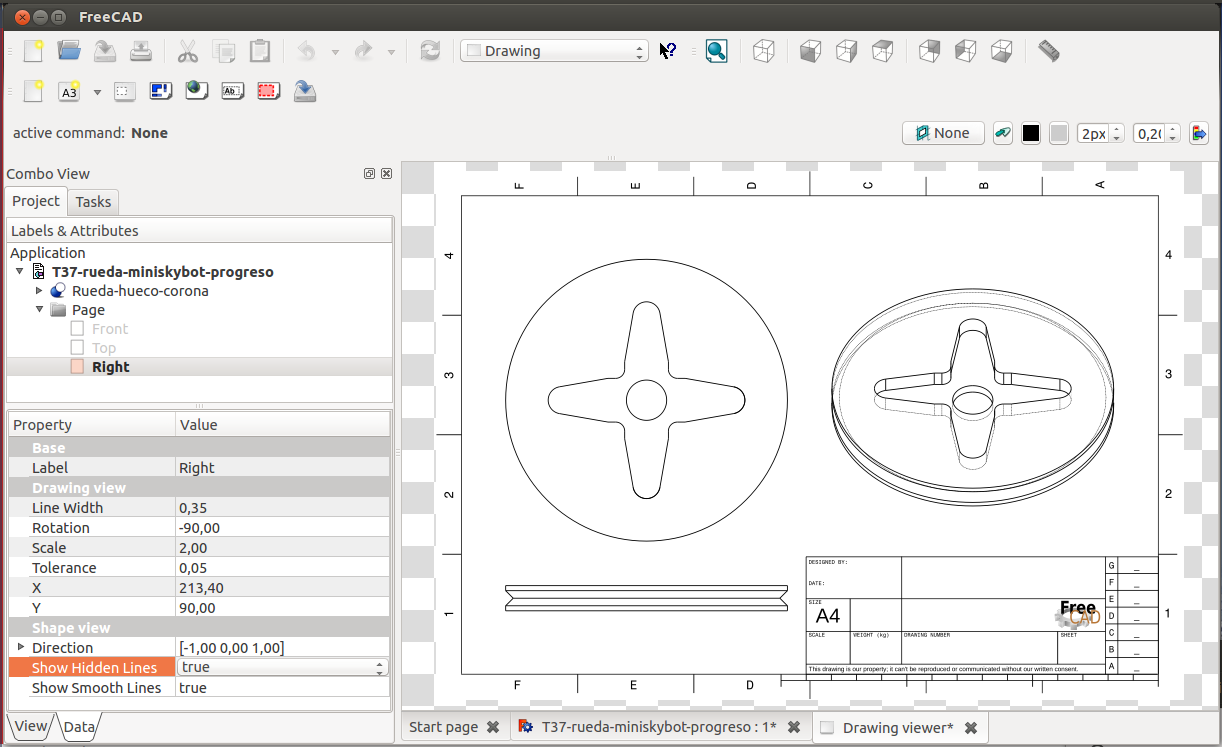 FreeCAD
Drawing
A3
Ab
active command: None
None
2px
0,20
Combo View
Project
Tasks
Labels & Attributes
Application
T37-rueda-miniskybot-progreso
Rueda-hueco-corona
Page
Front
Top
Right
Property Value
Base
Label Right
Drawing view
Line Width 0,35
Rotation -90,00
Scale 2,00
Tolerance 0,05
X 213,40
Y 90,00
Shape view
Direction [-1,00 0,00 1,00]
Show Hidden Lines true
Show Smooth Lines true
View
Data
F E D C B A
4 4
3 3
2 2
1 1
DESIGNED BY:
DATE:
SIZE
A4
SCALE
WEIGHT (kg)
DRAWING NUMBER
SHEET
Free
CAD
This drawing is our property; it can't be reproduced or communicated without our written consent.
G _
F _
E _
D _
C _
B _
A _
F E D
Start page
T37-rueda-miniskybot-progreso : 1*
Drawing viewer*